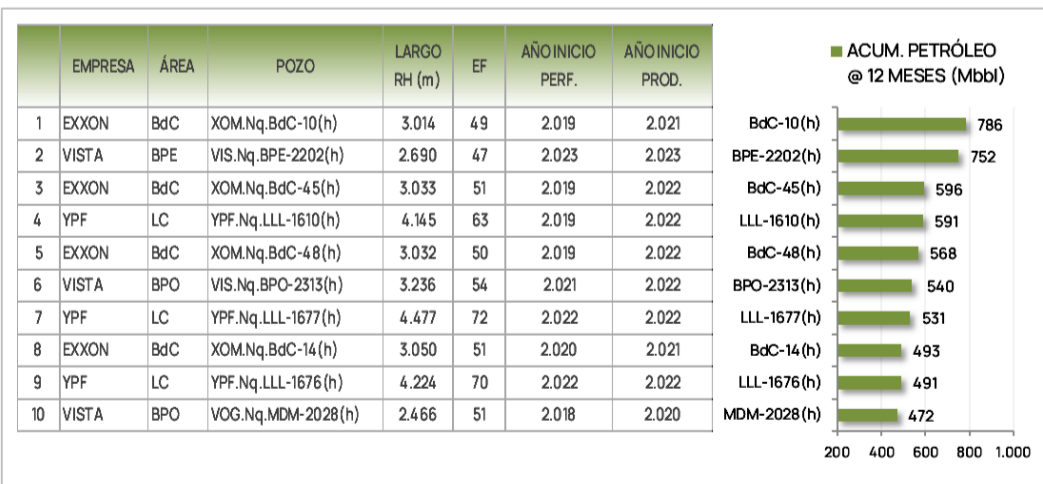 EMPRESA ÁREA POZO LARGO RH (m) EF AÑO INICIO PERF. AÑO INICIO PROD.
1 EXXON BdC XOM.Nq.BdC-10(h) 3.014 49 2.019 2.021
2 VISTA BPE VIS.Nq.BPE-2202(h) 2.690 47 2.023 2.023
3 EXXON BdC XOM.Nq.BdC-45(h) 3.033 51 2.019 2.022
4 YPF LC YPF.Nq.LLL-1610(h) 4.145 63 2.019 2.022
5 EXXON BdC XOM.Nq.BdC-48(h) 3.032 50 2.019 2.022
6 VISTA BPO VIS.Nq.BPO-2313(h) 3.236 54 2.021 2.022
7 YPF LC YPF.Nq.LLL-1677(h) 4.477 72 2.022 2.022
8 EXXON BdC XOM.Nq.BdC-14(h) 3.050 51 2.020 2.021
9 YPF LC YPF.Nq.LLL-1676(h) 4.224 70 2.022 2.022
10 VISTA BPO VOG.Nq.MDM-2028(h) 2.466 51 2.018 2.020
ACUM. PETRÓLEO
@ 12 MESES (Mbbl)
BdC-10(h) 786
BPE-2202(h) 752
BdC-45(h) 596
LLL-1610(h) 591
BdC-48(h) 568
BPO-2313(h) 540
LLL-1677(h) 531
BdC-14(h) 493
LLL-1676(h) 491
MDM-2028(h) 472
200 400 600 800 1.000